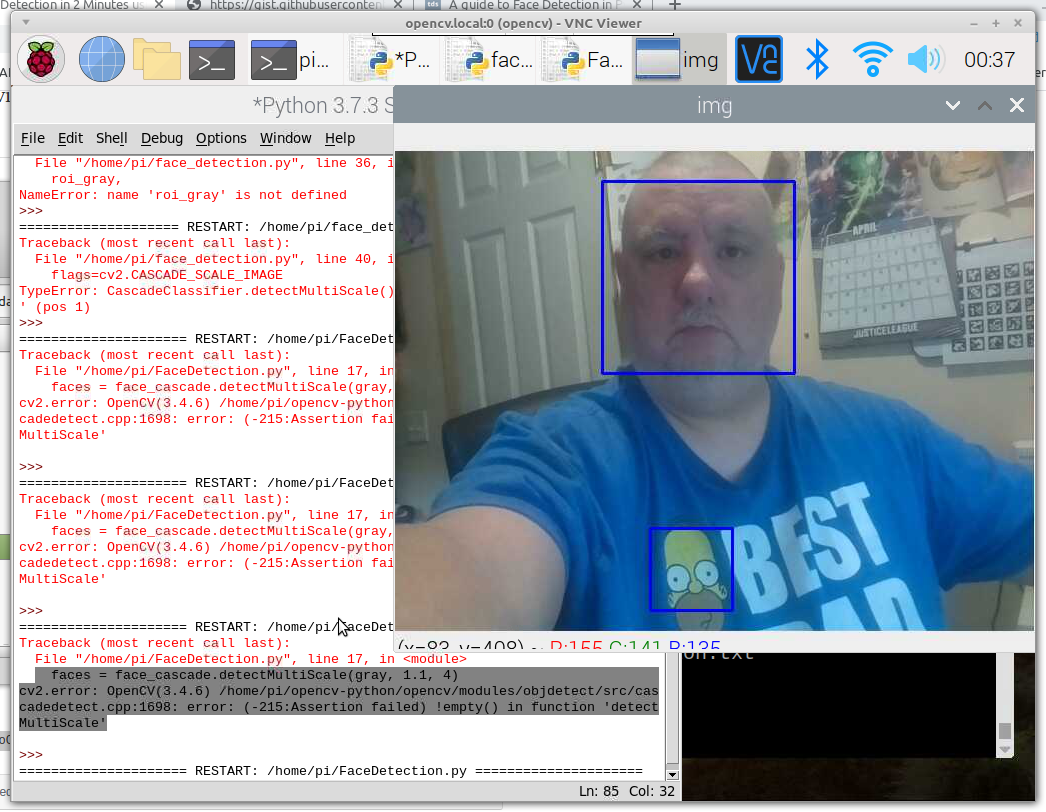 Detection in 2 Minutes us
https://gist.githubusercontent
tds
A guide to Face Detection in P
opencv.local:0 (opencv) - VNC Viewer
pi...
*P...
fac...
Fa...
img
00:37
*Python 3.7.3 S
img
File Edit Shell Debug Options Window Help
File "/home/pi/face_detection.py", line 36, i
roi_gray,
NameError: name 'roi_gray' is not defined
>>>
==================== RESTART: /home/pi/face_det
Traceback (most recent call last):
File "/home/pi/face_detection.py", line 40, i
flags=cv2.CASCADE_SCALE_IMAGE
TypeError: CascadeClassifier.detectMultiScale()
' (pos 1)
>>>
===================== RESTART: /home/pi/FaceDet
Traceback (most recent call last):
File "/home/pi/FaceDetection.py", line 17, in
faces = face_cascade.detectMultiScale(gray,
cv2.error: OpenCV(3.4.6) /home/pi/opencv-python
cadedetect.cpp:1698: error: (-215:Assertion fai
MultiScale'
>>>
===================== RESTART: /home/pi/FaceDet
Traceback (most recent call last):
File "/home/pi/FaceDetection.py", line 17, in
faces = face_cascade.detectMultiScale(gray,
cv2.error: OpenCV(3.4.6) /home/pi/opencv-python
cadedetect.cpp:1698: error: (-215:Assertion fai
MultiScale'
>>>
===================== RESTART: /home/pi/FaceDet
Traceback (most recent call last):
File "/home/pi/FaceDetection.py", line 17, in <module>
faces = face_cascade.detectMultiScale(gray, 1.1, 4)
cv2.error: OpenCV(3.4.6) /home/pi/opencv-python/opencv/modules/objdetect/src/cas
cadedetect.cpp:1698: error: (-215:Assertion failed) !empty() in function 'detect
MultiScale'
>>>
===================== RESTART: /home/pi/FaceDetection.py =====================
Ln: 85 Col: 32
APRIL
JUSTICE LEAGUE
BEST
DAD
(x=83, y=408) ~ R:155 G:141 B:135
on.txt